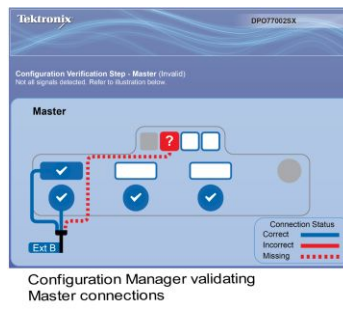 Tektronix
DPO77002SX
Configuration Verification Step - Master (Invalid)
Not all signals detected. Refer to illustration below.
Master
?
Ext B
Connection Status
Correct
Incorrect
Missing
Configuration Manager validating
Master connections